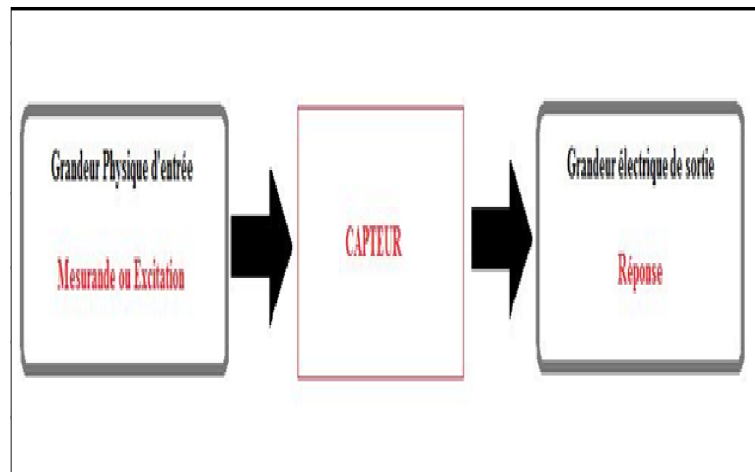 Grandeur Physique d'entrée
Mesurande ou Excitation
CAPTEUR
Grandeur électrique de sortie
Réponse